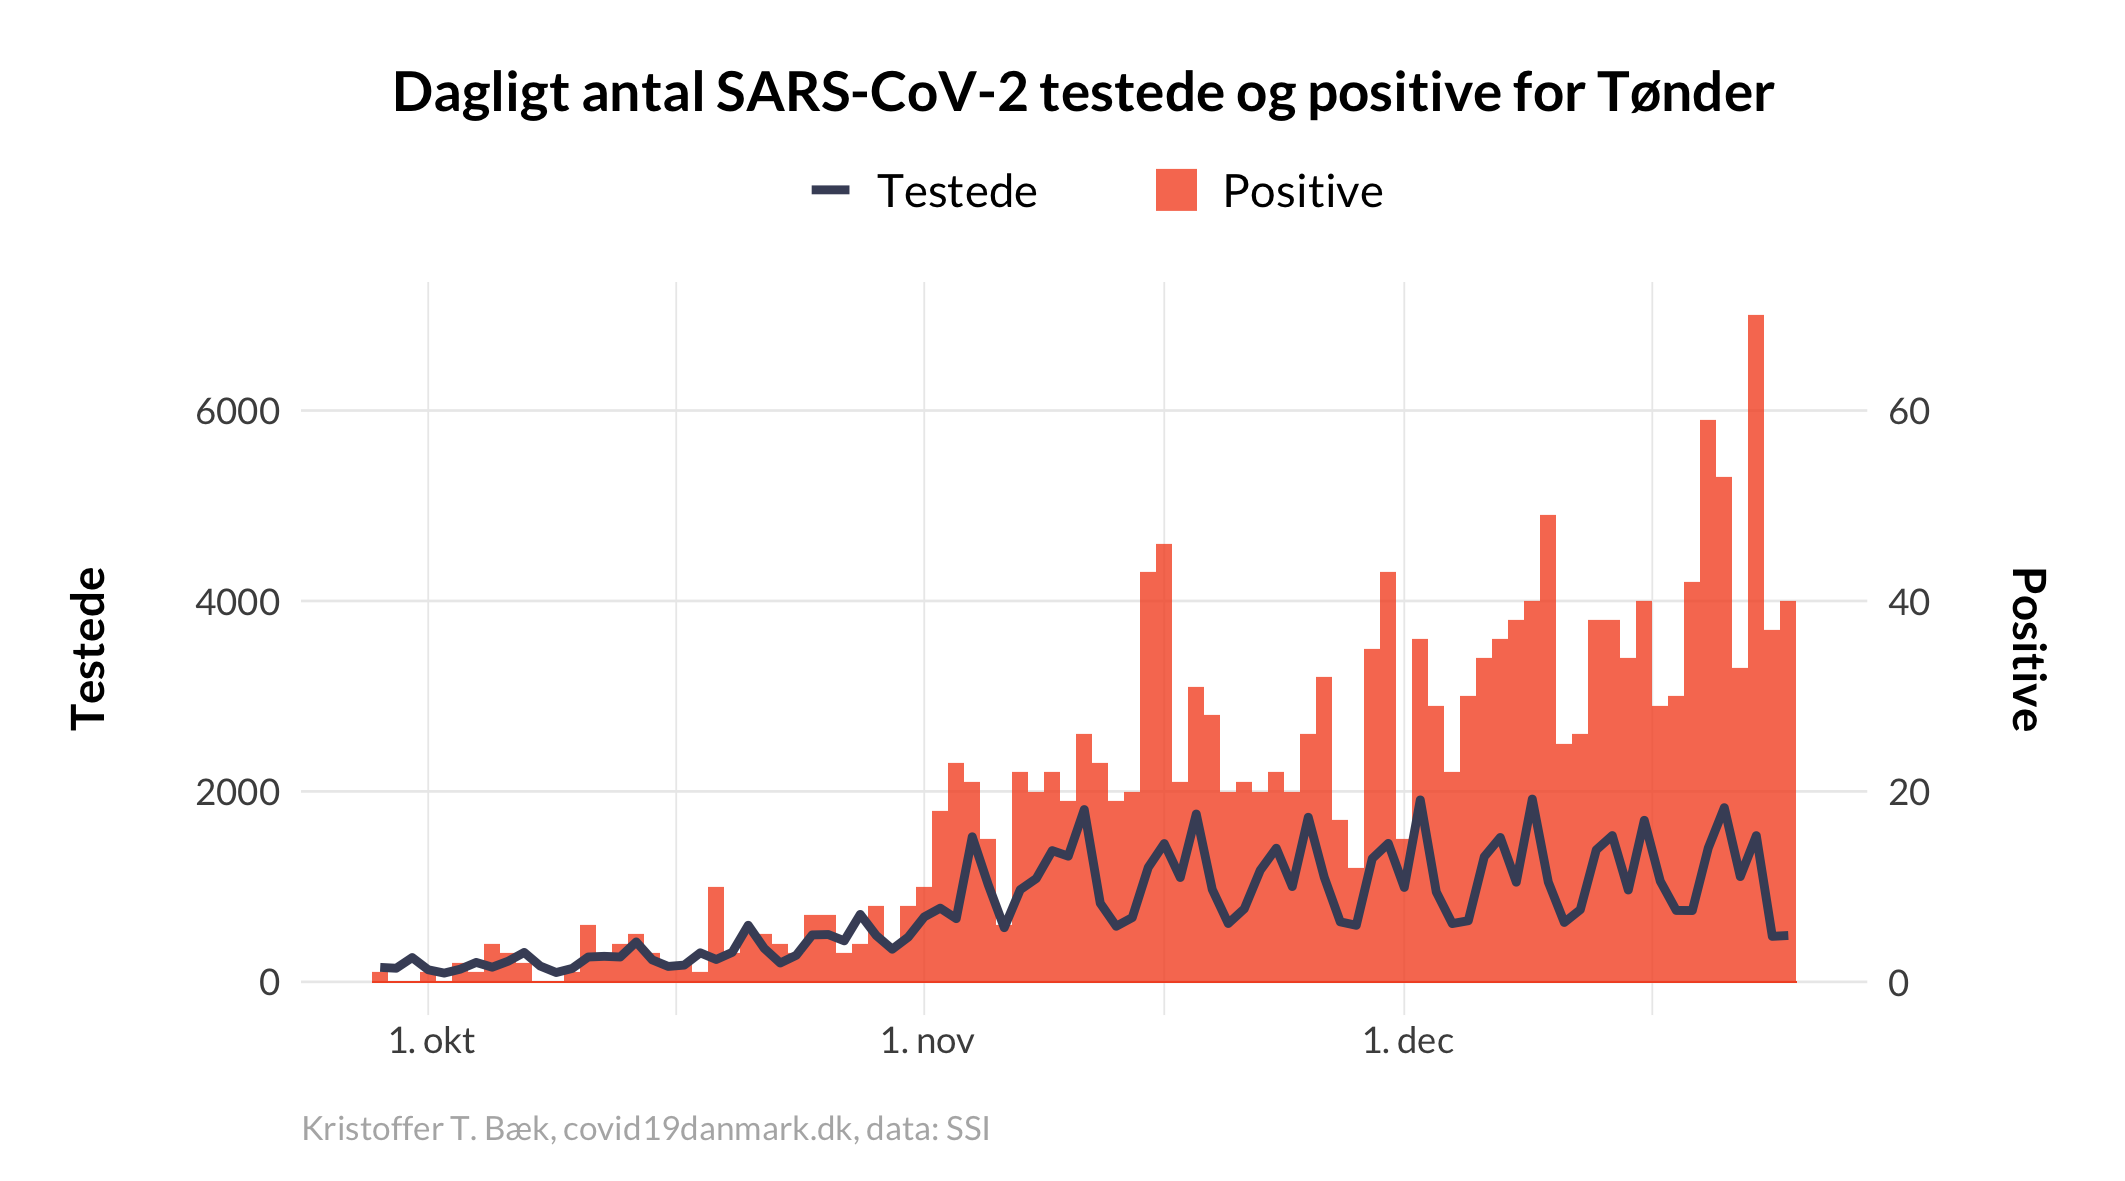 Dagligt antal SARS-CoV-2 testede og positive for Tønder
Testede
Positive
6000
4000
2000
0
Testede
60
40
20
0
Positive
1. okt
1. nov
1. dec
Kristoffer T. Bæk, covid19danmark.dk, data: SSI